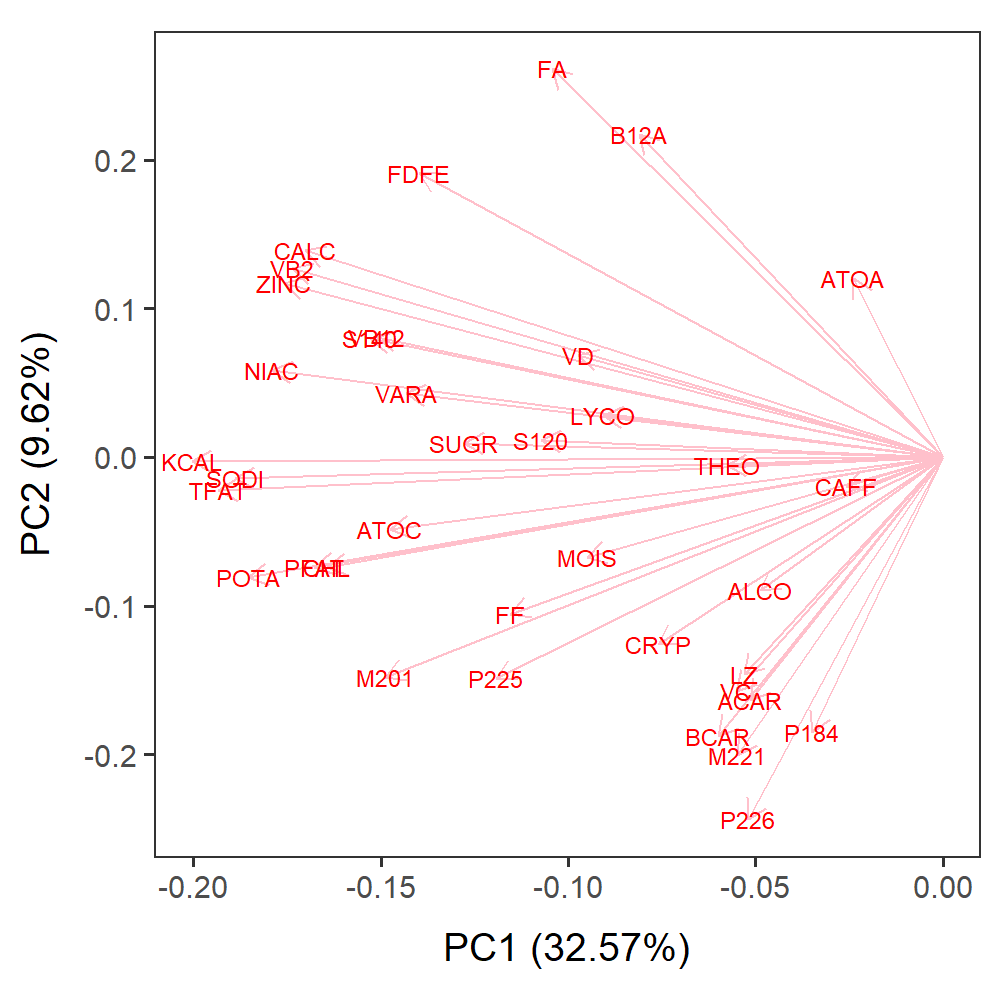 FA
B12A
0.2
FDFE
CALC
VB2
ATOA
ZINC
0.1
S140
VB12
VD
NIAC
VARA
LYCO
SUGR
S120
0.0
KCAL
THEO
SODI
TFAT
CAFF
ATOC
MOIS
PFAT
POTA
ALCO
-0.1
FF
CRYP
M201
P225
LZ
VC
ACAR
P184
BCAR
-0.2
M221
P226
-0.20
-0.15
-0.10
-0.05
0.00
PC1 (32.57%)
PC2 (9.62%)